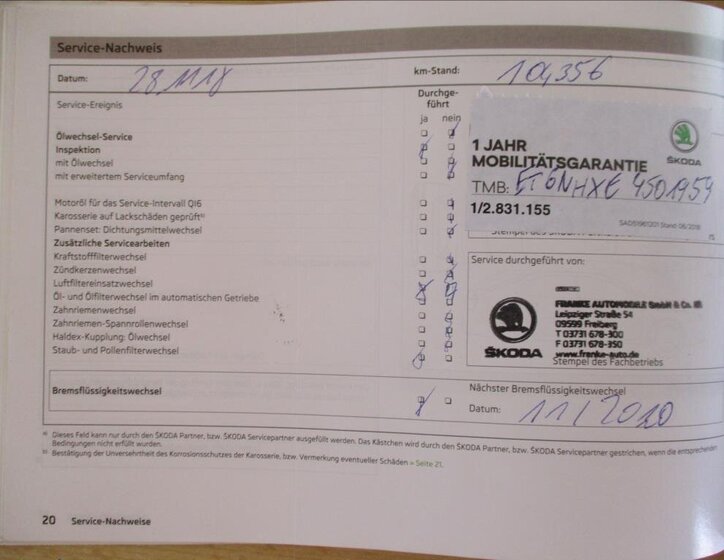 Service-Nachweis
Datum: 28 11 18
km-Stand: 104,356
Service-Ereignis
Durchge-
führt
ja nein
Ölwechsel-Service
Inspektion
mit Ölwechsel
mit erweitertem Serviceumfang
Motoröl für das Service-Intervall QI6
Karosserie auf Lackschäden geprüft
Pannenset: Dichtungsmittelwechsel
Zusätzliche Servicearbeiten
Kraftstofffilterwechsel
Zündkerzenwechsel
Luftfiltereinsatzwechsel
Öl- und Ölfilterwechsel im automatischen Getriebe
Zahnriemenwechsel
Zahnriemen-Spannrollenwechsel
Haldex-Kupplung: Ölwechsel
Staub- und Pollenfilterwechsel
1 JAHR
MOBILITÄTSGARANTIE
ŠKODA
TMB:
1/2.831.155
Service durchgeführt von:
FRANKE AUTOMOBILE GmbH & Co. KG
Leipziger Straße 54
09599 Freiberg
T 03731 678-300
F 03731 678-350
www.franke-auto.de
ŠKODA
Stempel des Fachbetriebs
Bremsflüssigkeitswechsel
Nächster Bremsflüssigkeitswechsel
Datum: 11/2020
a) Dieses Feld kann nur durch den ŠKODA Partner, bzw. ŠKODA Servicepartner ausgefüllt werden. Das Kästchen wird durch den ŠKODA Partner, bzw. ŠKODA Servicepartner gestrichen, wenn die entsprechenden
Bedingungen nicht erfüllt wurden.
b) Bestätigung der Unversehrtheit des Korrosionsschutzes der Karosserie, bzw. Vermerkung eventueller Schäden » Seite 21.
20 Service-Nachweise